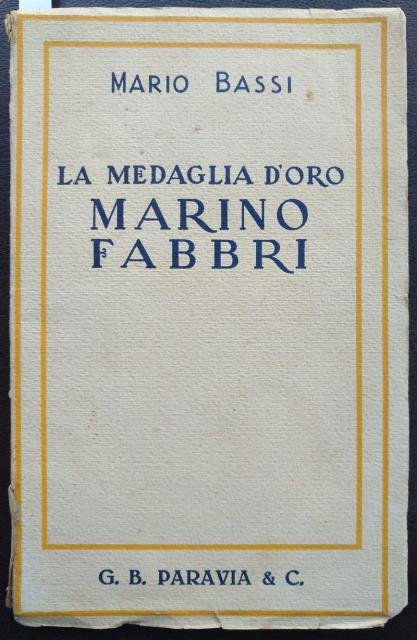 MARIO BASSI
LA MEDAGLIA D'ORO
MARINO
FABBRI
G. B. PARAVIA & C.